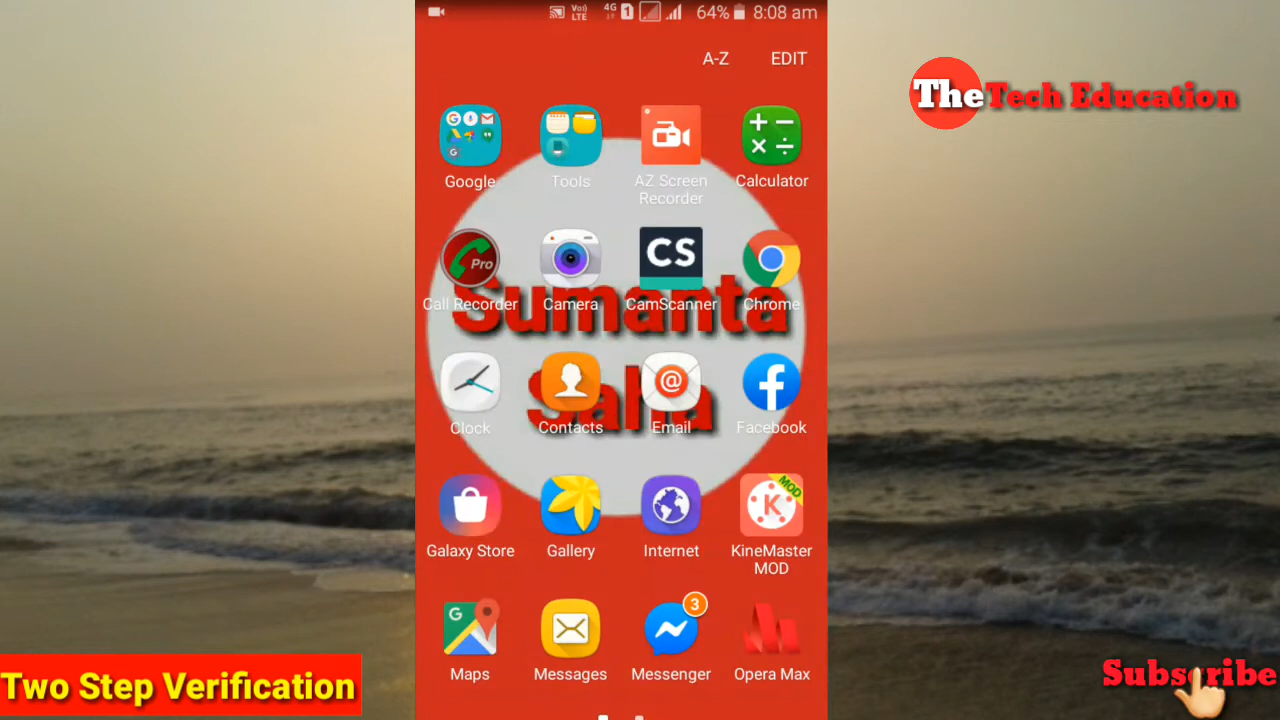 Vo))
LTE
4G
1
64%
8:08 am
A-Z
EDIT
TheTech Education
Google
Tools
AZ Screen
Recorder
Calculator
Pro
CS
Call Recorder
Camera
CamScanner
Chrome
Sumanta
Saha
Clock
Contacts
Email
Facebook
MOD
K
Galaxy Store
Gallery
Internet
KineMaster
MOD
3
Maps
Messages
Messenger
Opera Max
Two Step Verification
Subscribe